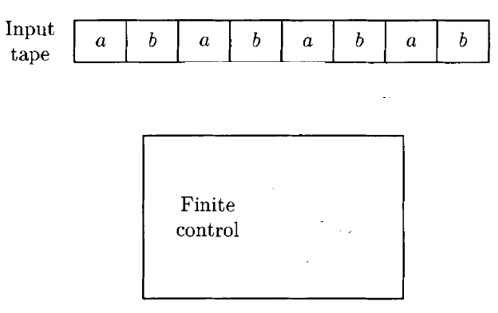 Input
tape
a b a b a b a b
Finite
control